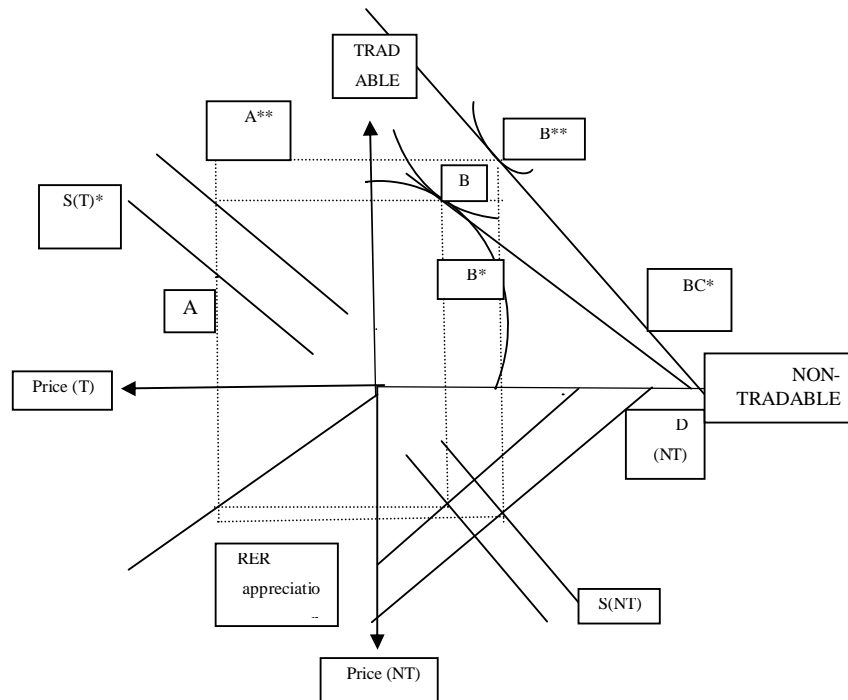 TRAD
ABLE
A**
B**
B
S(T)*
B*
BC*
A
Price (T)
NON-
TRADABLE
D
(NT)
RER
appreciatio
S(NT)
Price (NT)